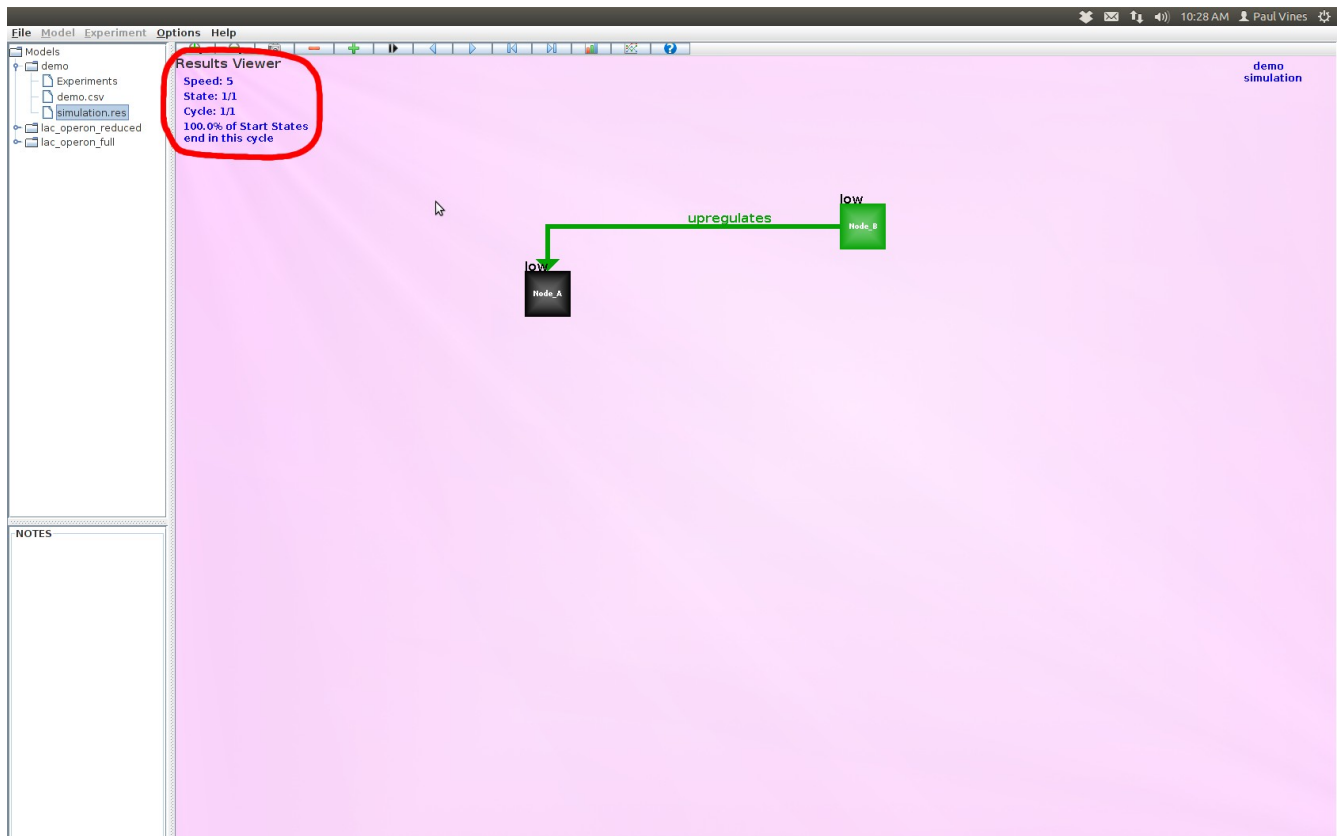 10:28 AM Paul Vines
File Model Experiment Options Help
Models
demo
Experiments
demo.csv
simulation.res
lac_operon_reduced
lac_operon_full
NOTES
Results Viewer
Speed: 5
State: 1/1
Cycle: 1/1
100.0% of Start States
end in this cycle
demo
simulation
low
upregulates
Node_B
low
Node_A